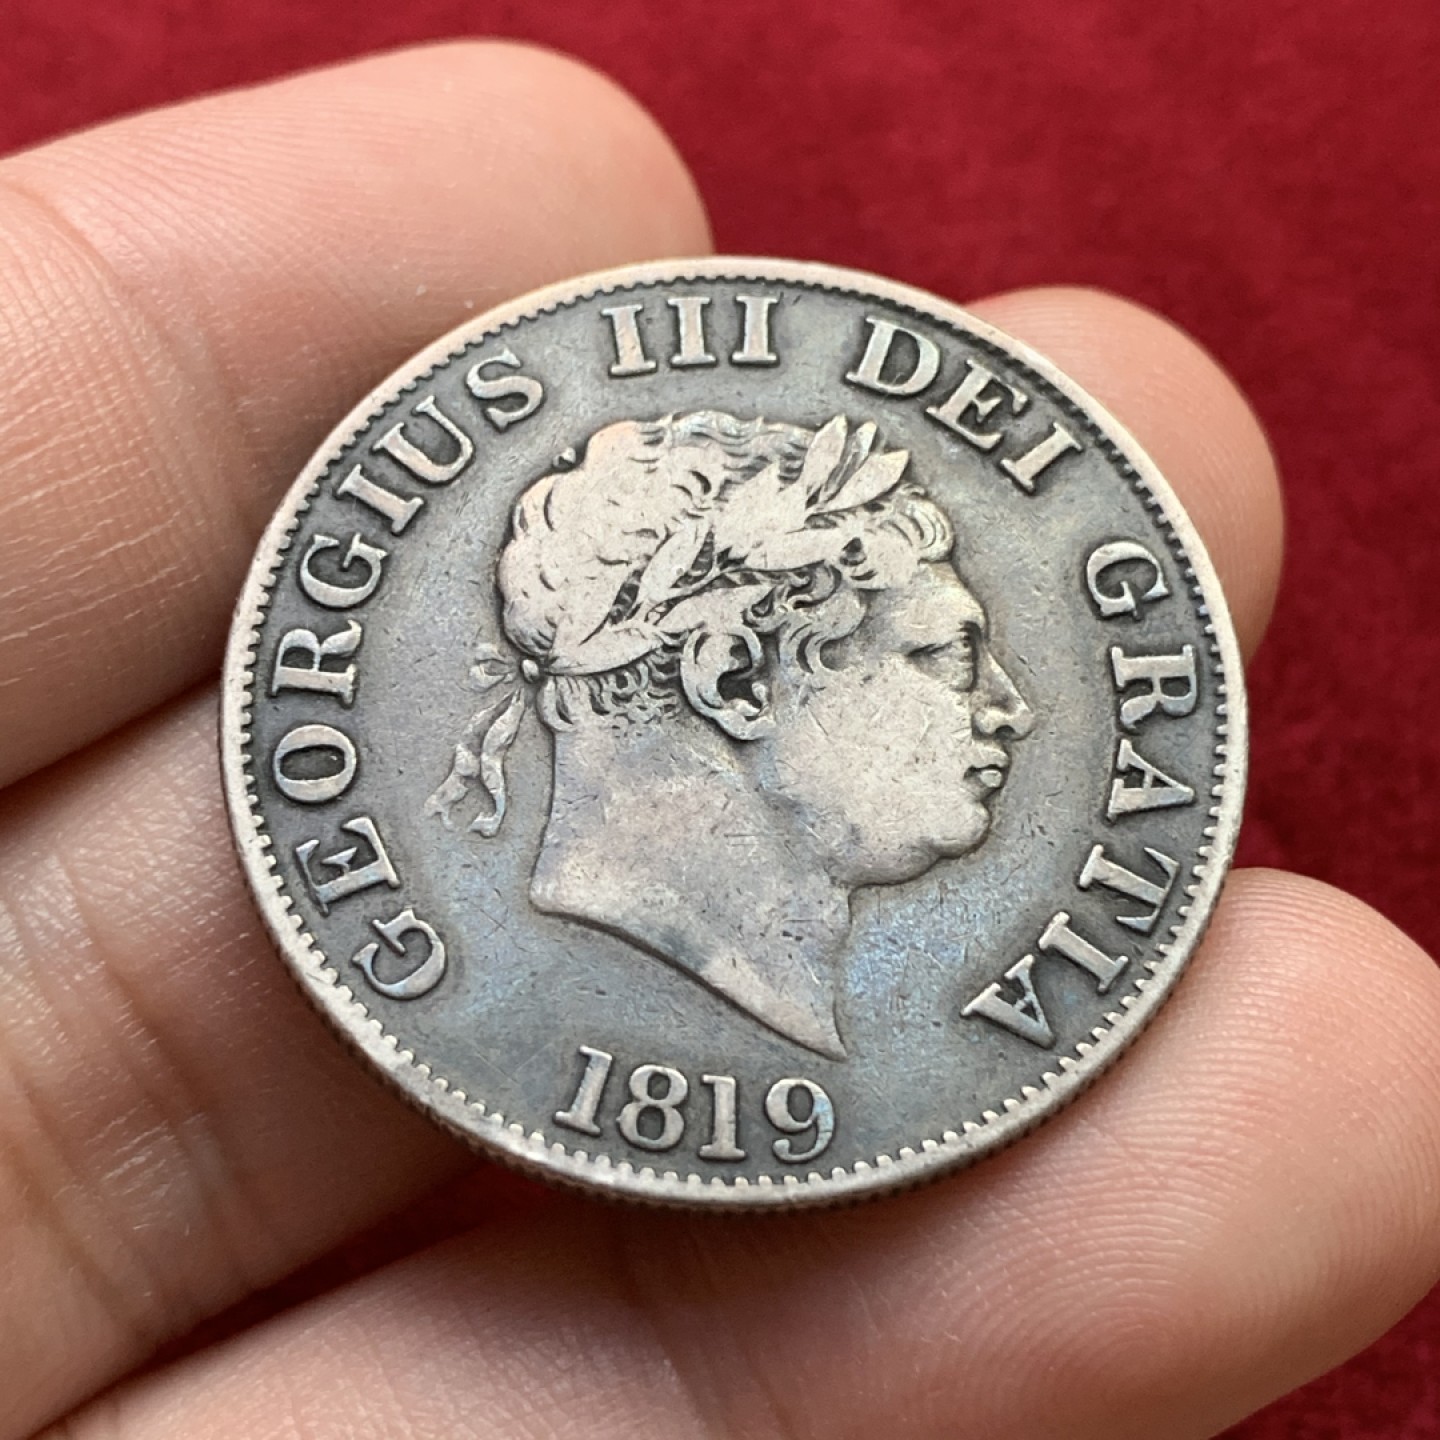 GEORGIUS III DEI GRATIA
1819